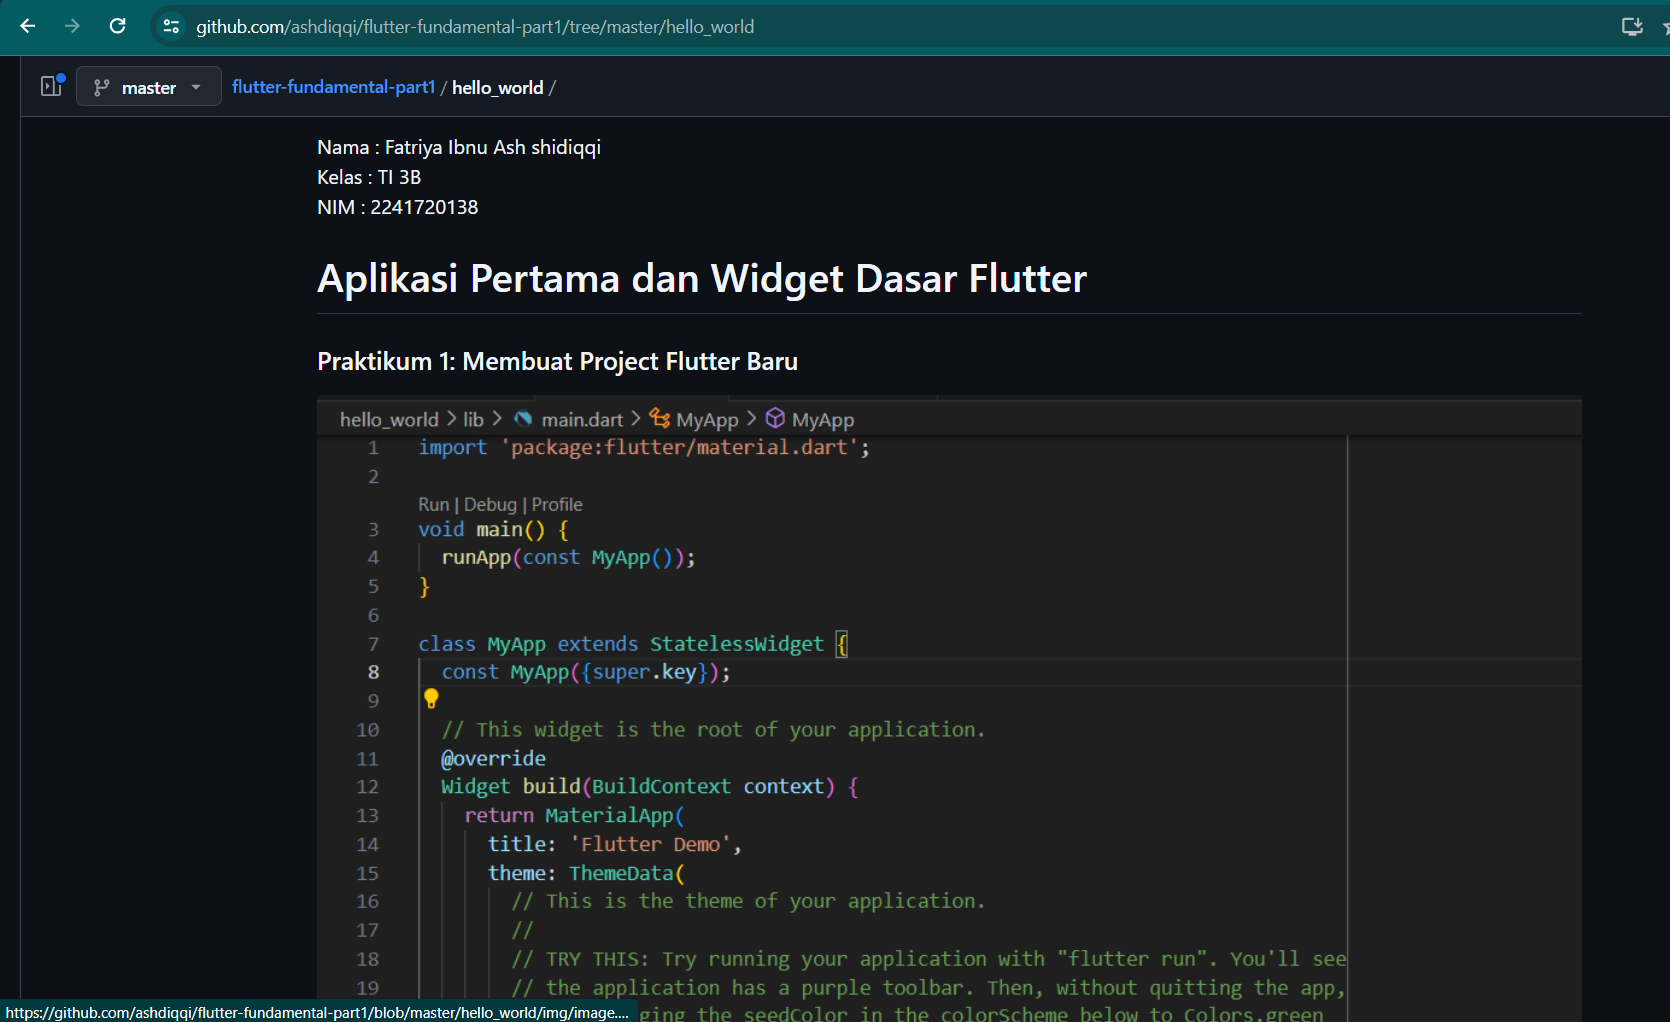 github.com/ashdiqqi/flutter-fundamental-part1/tree/master/hello_world
master flutter-fundamental-part1 / hello_world /
Nama : Fatriya Ibnu Ash shidiqqi
Kelas : TI 3B
NIM : 2241720138
Aplikasi Pertama dan Widget Dasar Flutter
Praktikum 1: Membuat Project Flutter Baru
hello_world > lib > main.dart > MyApp > MyApp
1 import 'package:flutter/material.dart';
2
Run | Debug | Profile
3 void main() {
4 runApp(const MyApp());
5 }
6
7 class MyApp extends StatelessWidget {
8 const MyApp({super.key});
9
10 // This widget is the root of your application.
11 @override
12 Widget build(BuildContext context) {
13 return MaterialApp(
14 title: 'Flutter Demo',
15 theme: ThemeData(
16 // This is the theme of your application.
17 //
18 // TRY THIS: Try running your application with "flutter run". You'll see
19 // the application has a purple toolbar. Then, without quitting the app,
ging the seedColor in the colorScheme below to Colors.green
https://github.com/ashdiqqi/flutter-fundamental-part1/blob/master/hello_world/img/image....